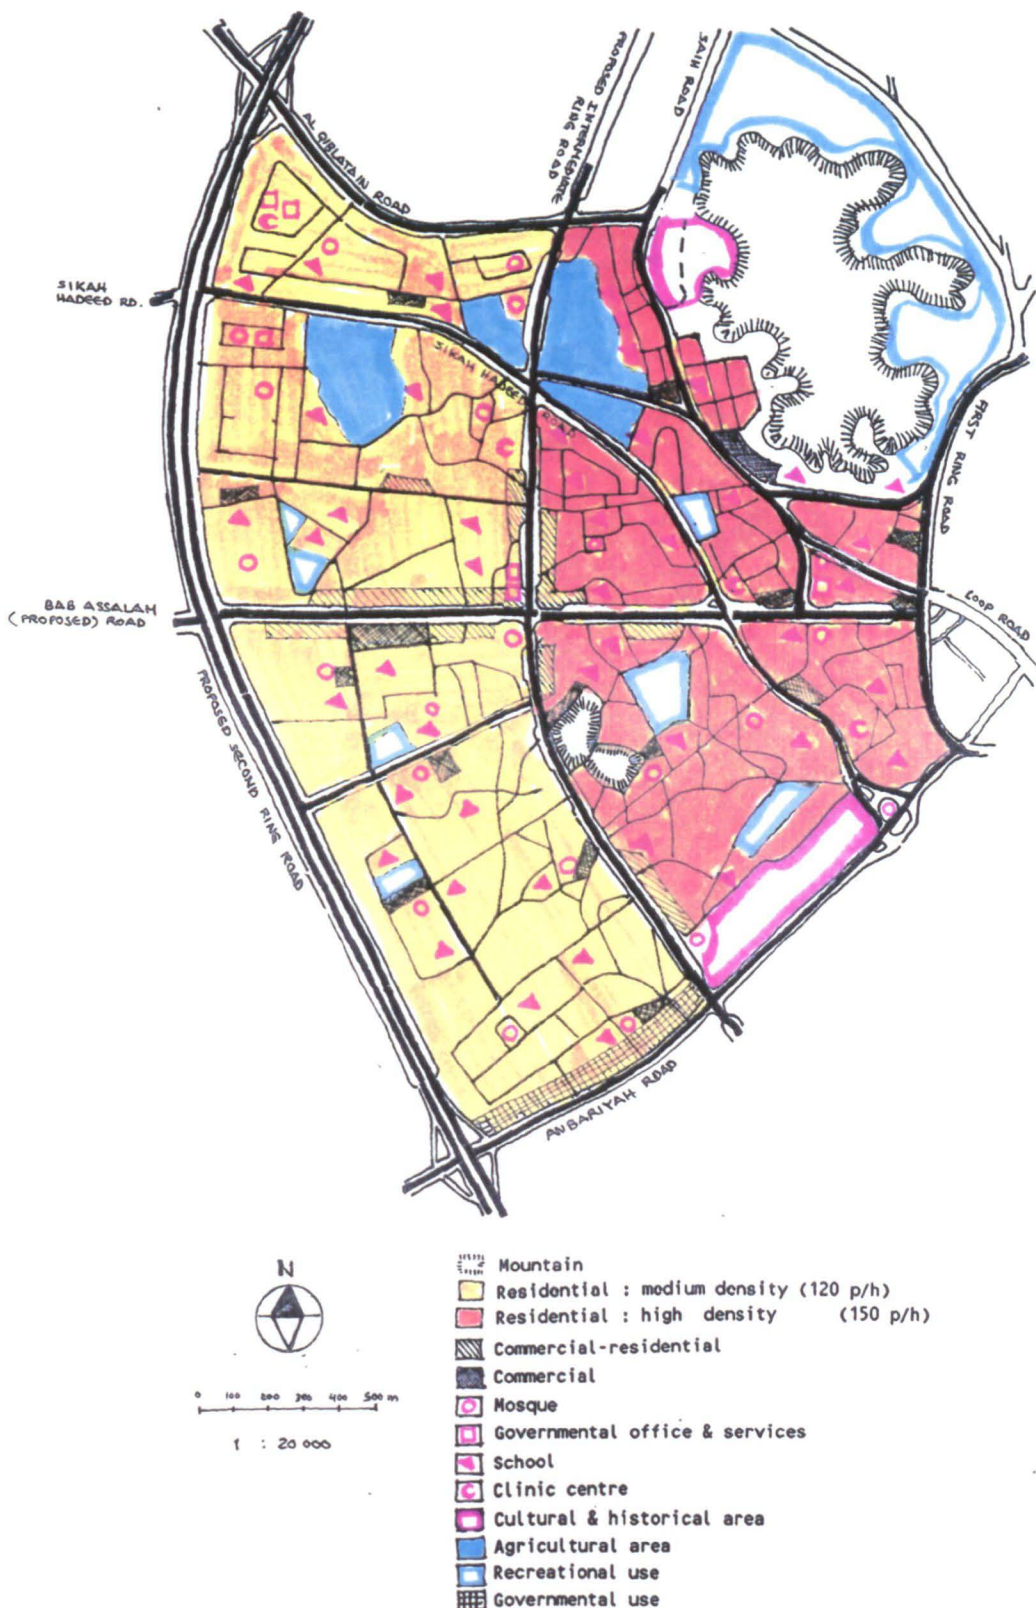 AL QIBLATAIN ROAD
PROPOSED INTERMEDIATE
RING ROAD
SAIH ROAD
SIKAH
HADEED RD.
SIKAH HADEED ROAD
FIRST RING ROAD
BAB ASSALAH
(PROPOSED) ROAD
LOOP ROAD
PROPOSED SECOND RING ROAD
ANBARIYAH ROAD
N
0 100 200 300 400 500 m
1 : 20 000
Mountain
Residential : medium density (120 p/h)
Residential : high density (150 p/h)
Commercial-residential
Commercial
Mosque
Governmental office & services
School
Clinic centre
Cultural & historical area
Agricultural area
Recreational use
Governmental use